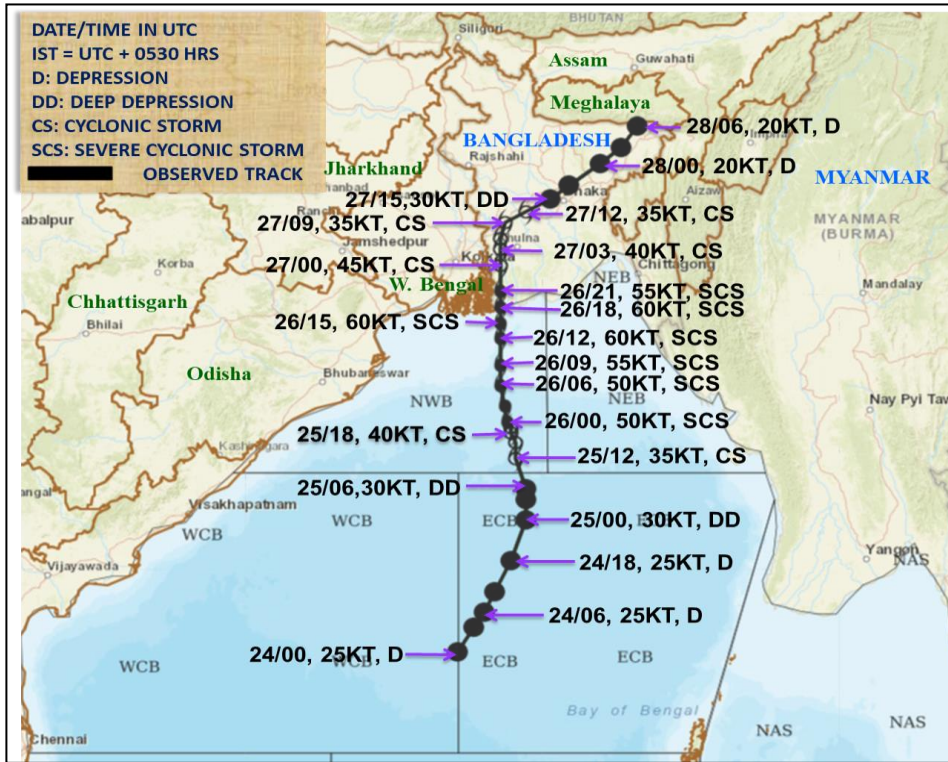 DATE/TIME IN UTC
IST = UTC + 0530 HRS
D: DEPRESSION
DD: DEEP DEPRESSION
CS: CYCLONIC STORM
SCS: SEVERE CYCLONIC STORM
OBSERVED TRACK
BHUTAN
Siliguri
Assam
Guwahati
Meghalaya
28/06, 20KT, D
BANGLADESH
Rajshahi
28/00, 20KT, D
Jharkhand
Aizaw
MYANMAR
27/15,30KT, DD
27/12, 35KT, CS
abalpur
27/09, 35KT, CS
MYANMAR
(BURMA)
Jamshedpur
27/03, 40KT, CS
Korba
27/00, 45KT, CS
Chittagong
NEB
Mandalay
W. Bengal
26/21, 55KT, SCS
Chhattisgarh
26/18, 60KT, SCS
Bhilai
26/15, 60KT, SCS
26/12, 60KT, SCS
26/09, 55KT, SCS
Odisha
Bhubaneswar
26/06, 50KT, SCS
NWB
NEB
Nay Pyi Taw
26/00, 50KT, SCS
25/18, 40KT, CS
25/12, 35KT, CS
25/06,30KT, DD
Visakhapatnam
WCB
WCB
ECB
25/00, 30KT, DD
Yangon
NAS
24/18, 25KT, D
Vijayawada
24/06, 25KT, D
24/00, 25KT, D
WCB
ECB
ECB
Bay of Bengal
NAS
NAS
Chennai